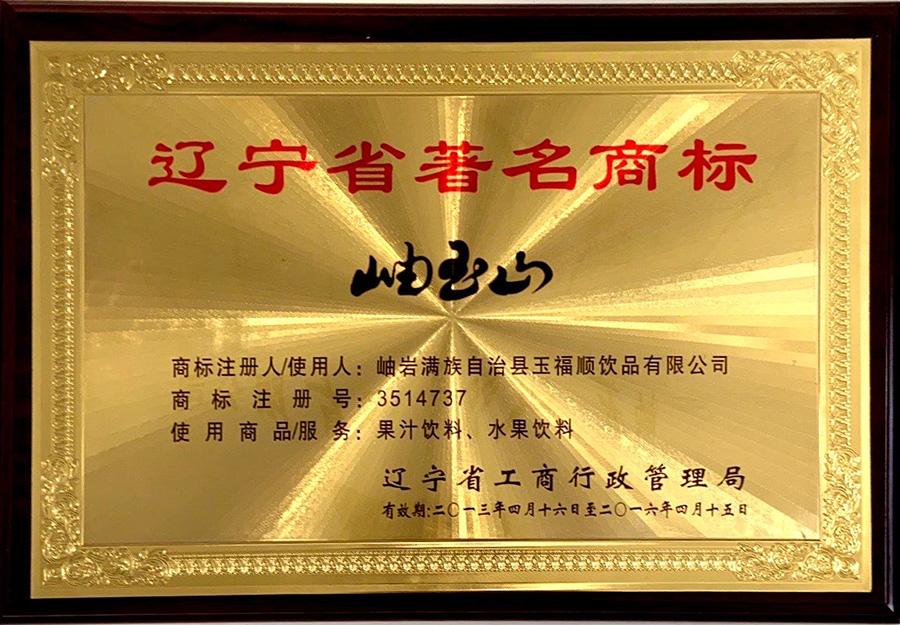 辽宁省著名商标
岫玉山
商标注册人/使用人：岫岩满族自治县玉福顺饮品有限公司
商标注册号：3514737
使用商品/服务：果汁饮料、水果饮料
辽宁省工商行政管理局
有效期:二〇一三年四月十六日至二〇一六年四月十五日